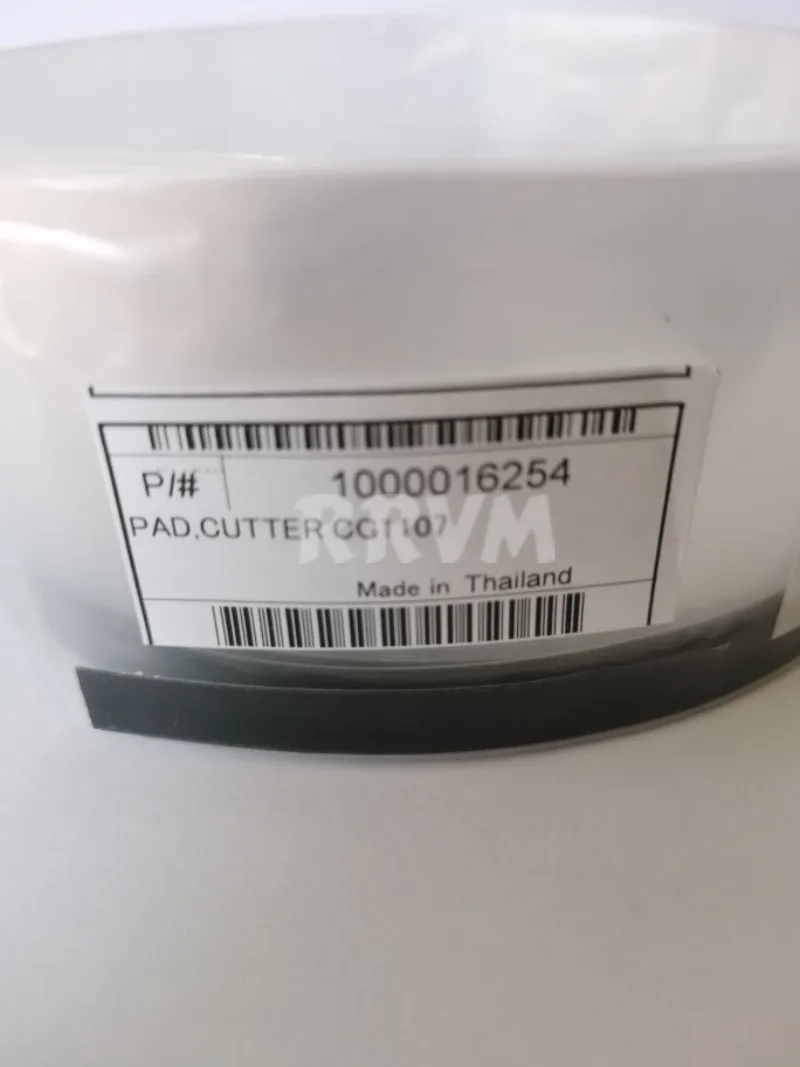 P/# 1000016254
PAD,CUTTER CG1107
RRVM
Made in Thailand